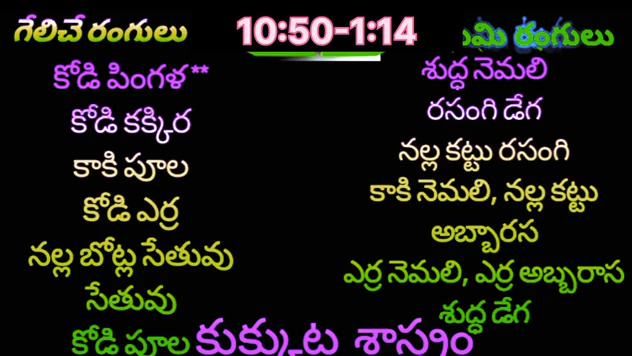 గేలిచే రంగులు
10:50-1:14
రంగులు
కోడి పింగళ**
కోడి కక్కిర
కాకి పూల
కోడి ఎర్ర
నల్ల బోట్ల సేతువు
సేతువు
కోడి పూల
శుద్ధ నెమలి
రసంగి డేగ
నల్ల కట్టు రసంగి
కాకి నెమలి, నల్ల కట్టు
అబ్బారస
ఎర్ర నెమలి, ఎర్ర అబ్బరాస
శుద్ధ డేగ
కుక్కుట శాస్త్రం